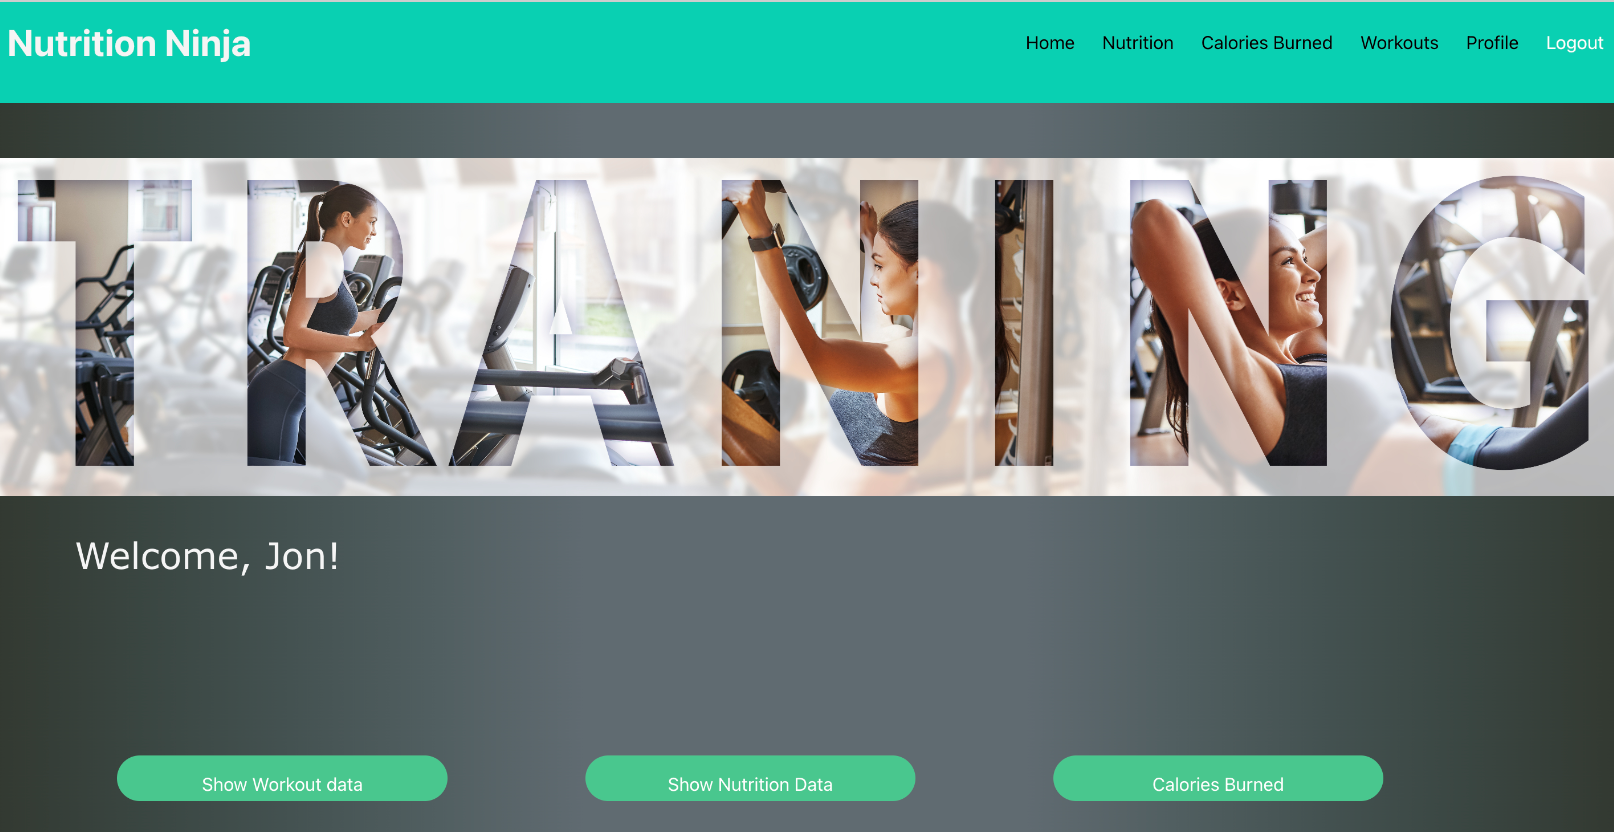 Nutrition Ninja
Home Nutrition Calories Burned Workouts Profile Logout
TRANING
Welcome, Jon!
Show Workout data
Show Nutrition Data
Calories Burned